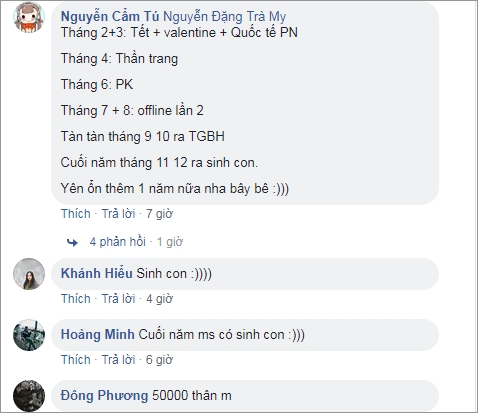 Nguyễn Cẩm Tú Nguyễn Đặng Trà My
Tháng 2+3: Tết + valentine + Quốc tế PN
Tháng 4: Thần trang
Tháng 6: PK
Tháng 7 + 8: offline lần 2
Tàn tàn tháng 9 10 ra TGBH
Cuối năm tháng 11 12 ra sinh con.
Yên ổn thêm 1 năm nữa nha bây bê :)))
Thích · Trả lời · 7 giờ
4 phản hồi · 1 giờ
Khánh Hiểu Sinh con :))))
Thích · Trả lời · 4 giờ
Hoàng Minh Cuối năm ms có sinh con :)))
Thích · Trả lời · 6 giờ
Đông Phương 50000 thân m